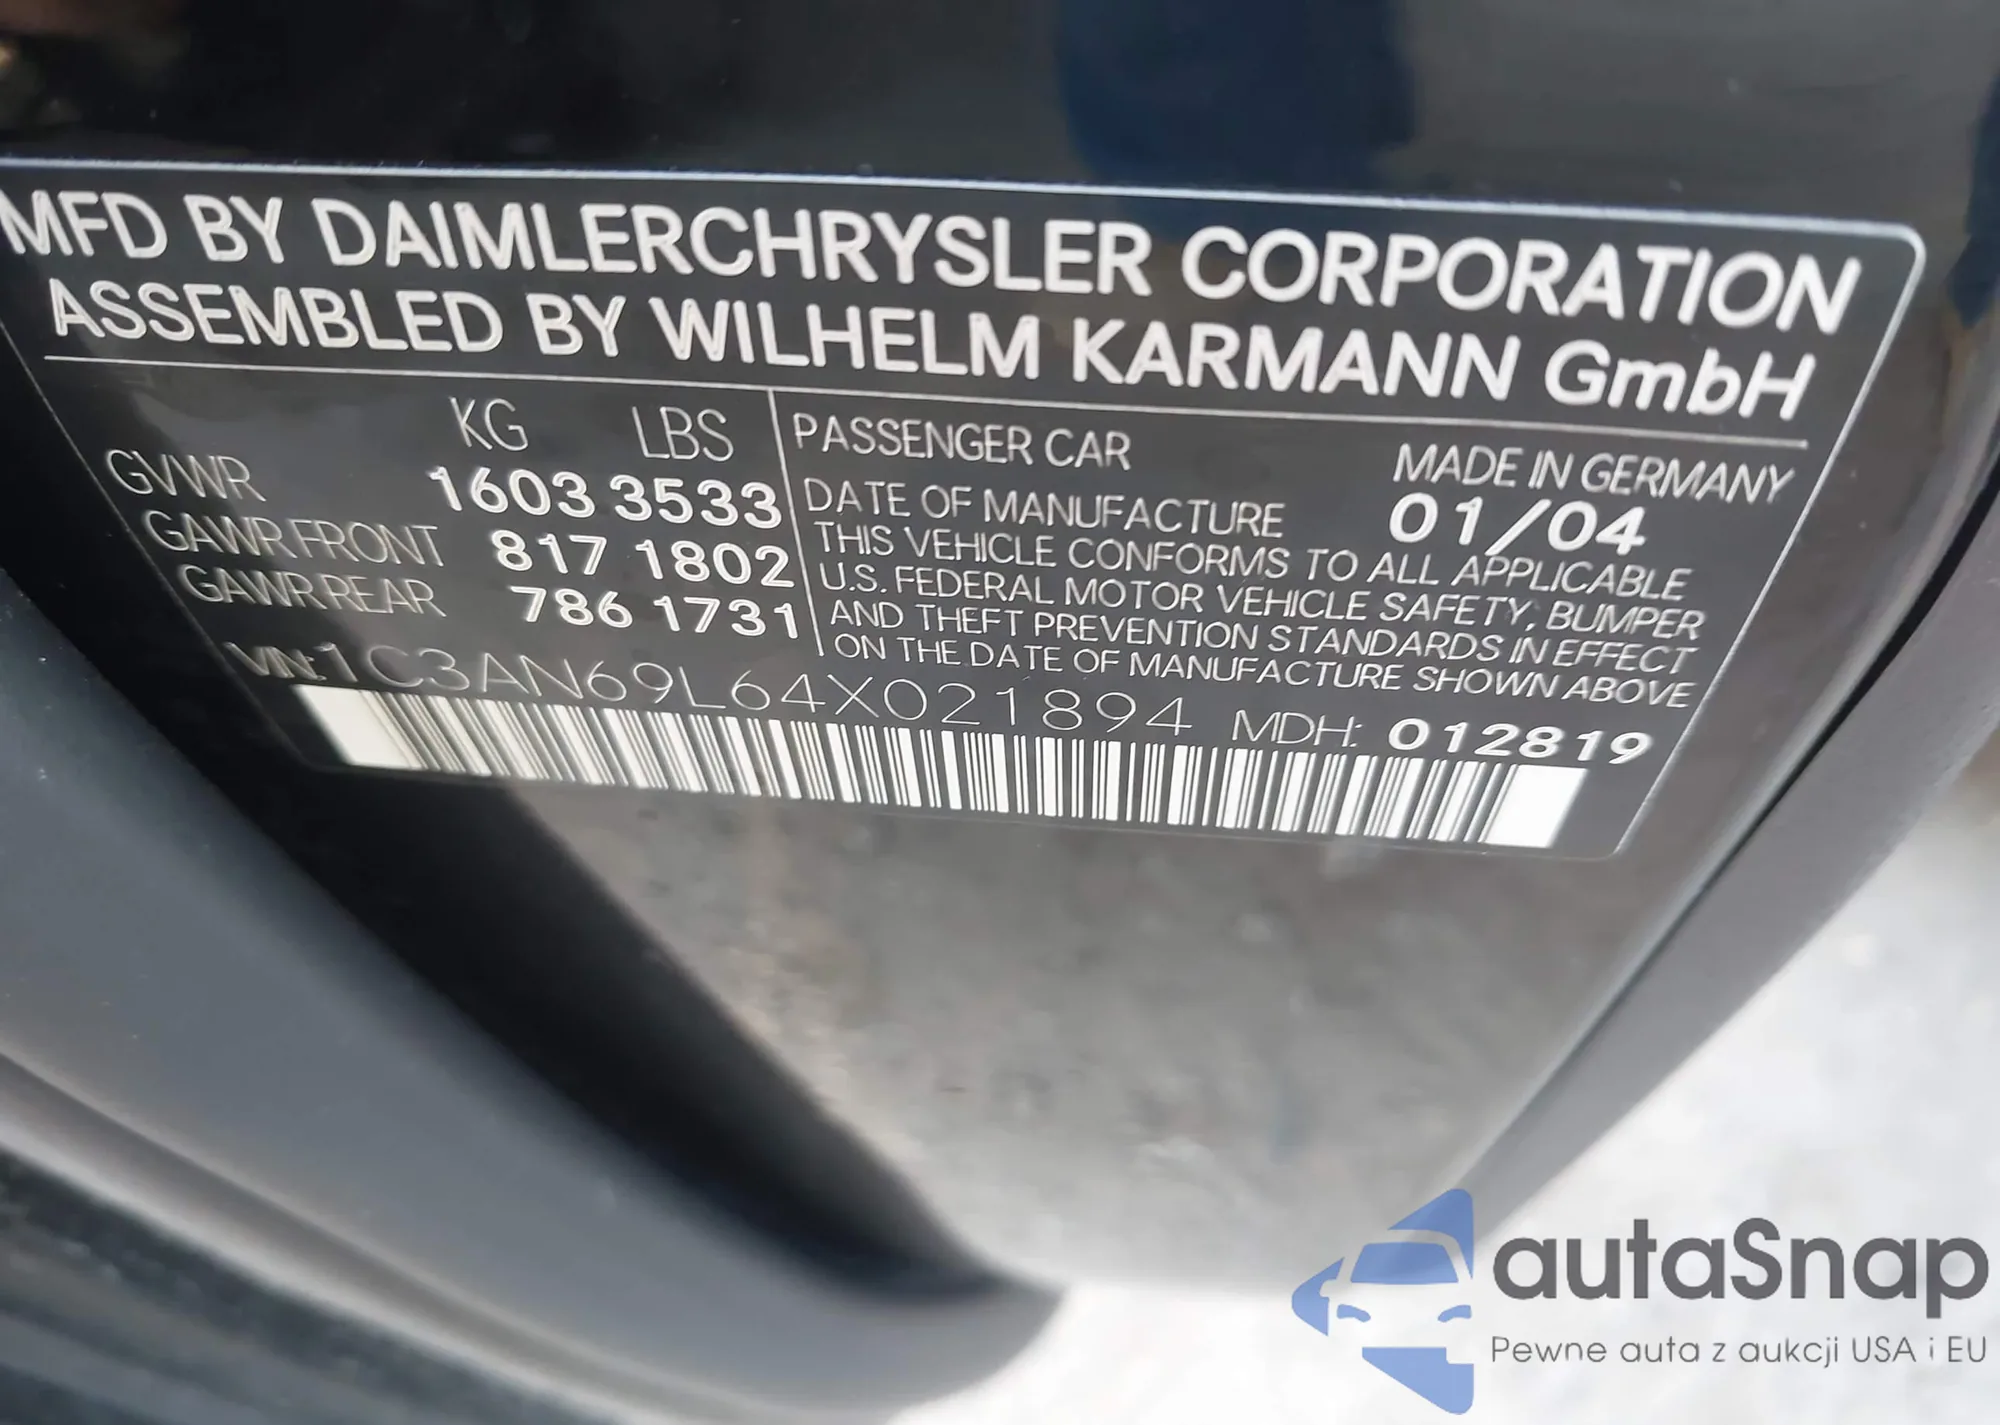 MFD BY DAIMLERCHRYSLER CORPORATION
ASSEMBLED BY WILHELM KARMANN GmbH
KG LBS
GVWR 1603 3533
GAWR FRONT 817 1802
GAWR REAR 786 1731
PASSENGER CAR MADE IN GERMANY
DATE OF MANUFACTURE 01/04
THIS VEHICLE CONFORMS TO ALL APPLICABLE
U.S. FEDERAL MOTOR VEHICLE SAFETY, BUMPER
AND THEFT PREVENTION STANDARDS IN EFFECT
ON THE DATE OF MANUFACTURE SHOWN ABOVE
VIN: 1C3AN69L64X021894 MDH: 012819
autaSnap
Pewne auta z aukcji USA i EU